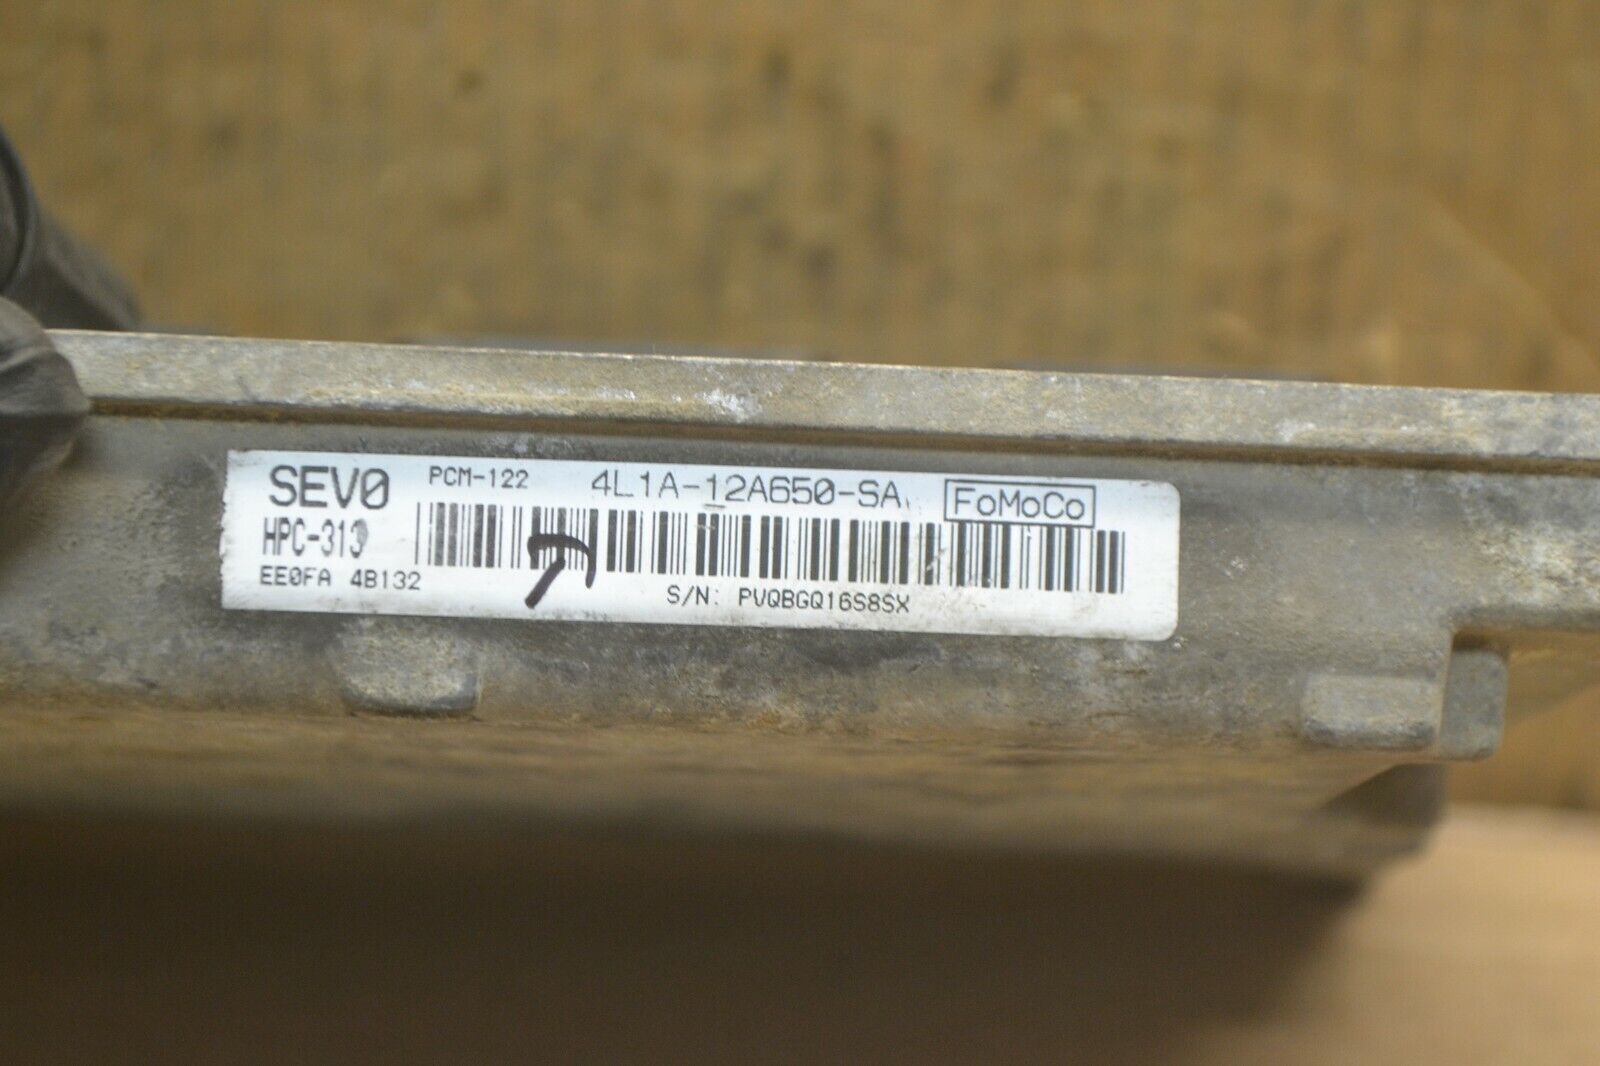 SEV0 PCM-122 4L1A-12A650-SA FoMoCo
HPC-313
EE0FA 4B132
S/N: PVQBGQ16S8SX